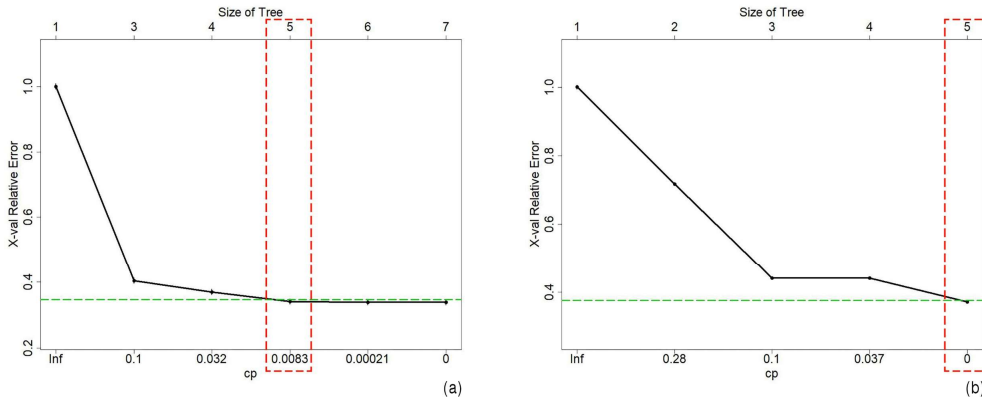 Size of Tree
1 3 4 5 6 7
X-val Relative Error
1.0
0.8
0.6
0.4
0.2
Inf 0.1 0.032 0.0083 0.00021 0
cp
(a)
Size of Tree
1 2 3 4 5
X-val Relative Error
1.0
0.8
0.6
0.4
Inf 0.28 0.1 0.037 0
cp
(b)